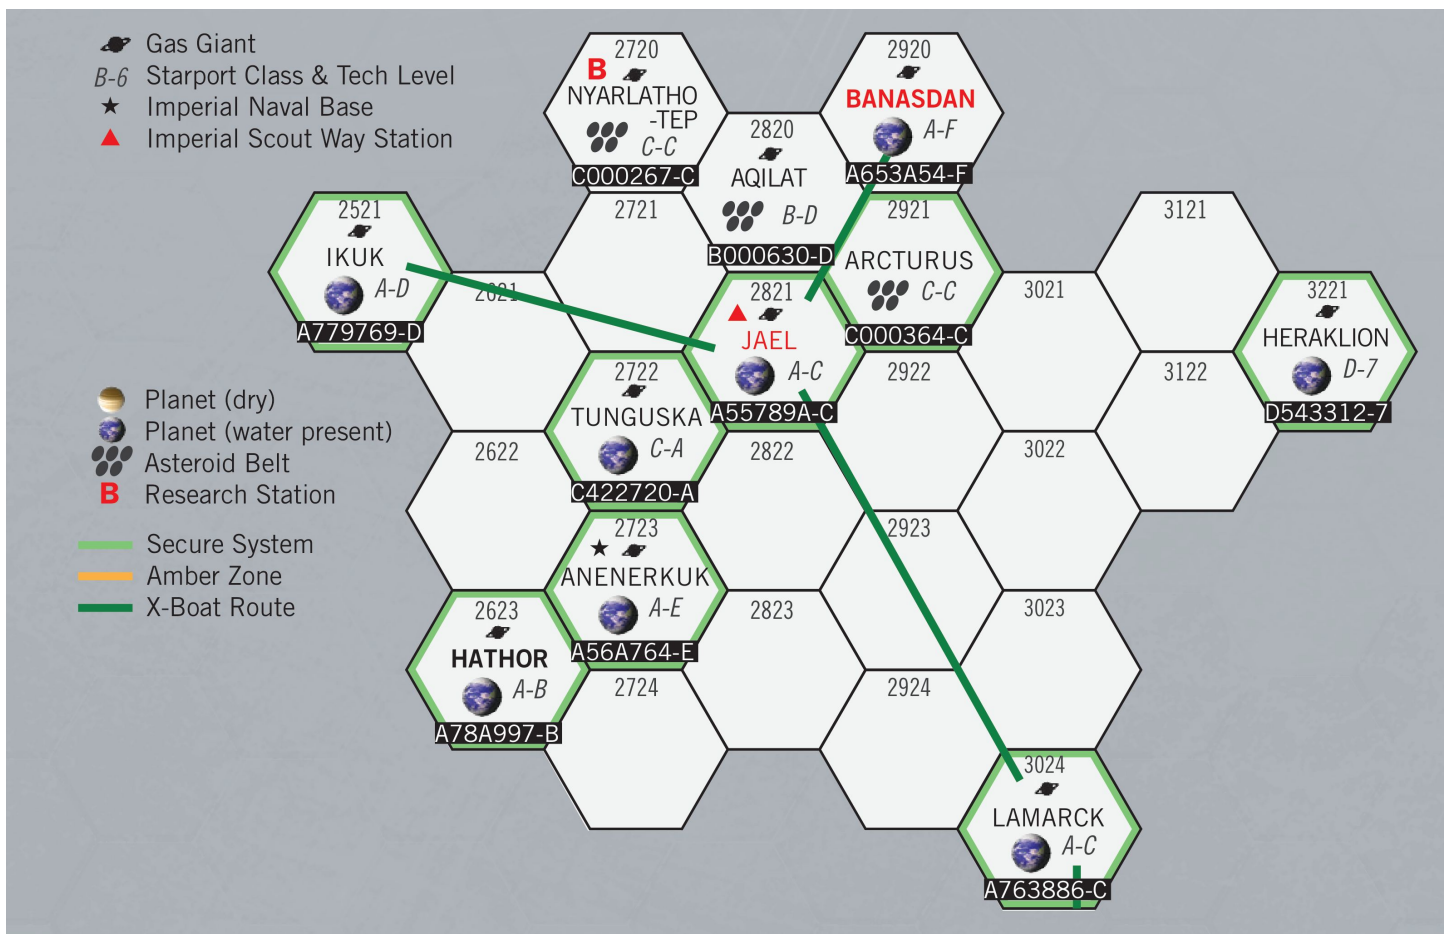 Gas Giant
B-6 Starport Class & Tech Level
Imperial Naval Base
Imperial Scout Way Station
2720
B
NYARLATHO
-TEP
C-C
C000267-C
2920
BANASDAN
A-F
A653A54-F
2820
AQILAT
B-D
B000630-D
2521
IKUK
A-D
A779769-D
2721
2921
ARCTURUS
C-C
C000364-C
3121
2621
2821
JAEL
A-C
A55789A-C
3021
3221
HERAKLION
D-7
D543312-7
2722
TUNGUSKA
C-A
C422720-A
2922
3122
Planet (dry)
Planet (water present)
Asteroid Belt
B Research Station
2622
2822
3022
Secure System
Amber Zone
X-Boat Route
2723
ANENERKUK
A-E
A56A764-E
2923
2623
HATHOR
A-B
A78A997-B
2823
3023
2724
2924
3024
LAMARCK
A-C
A763886-C